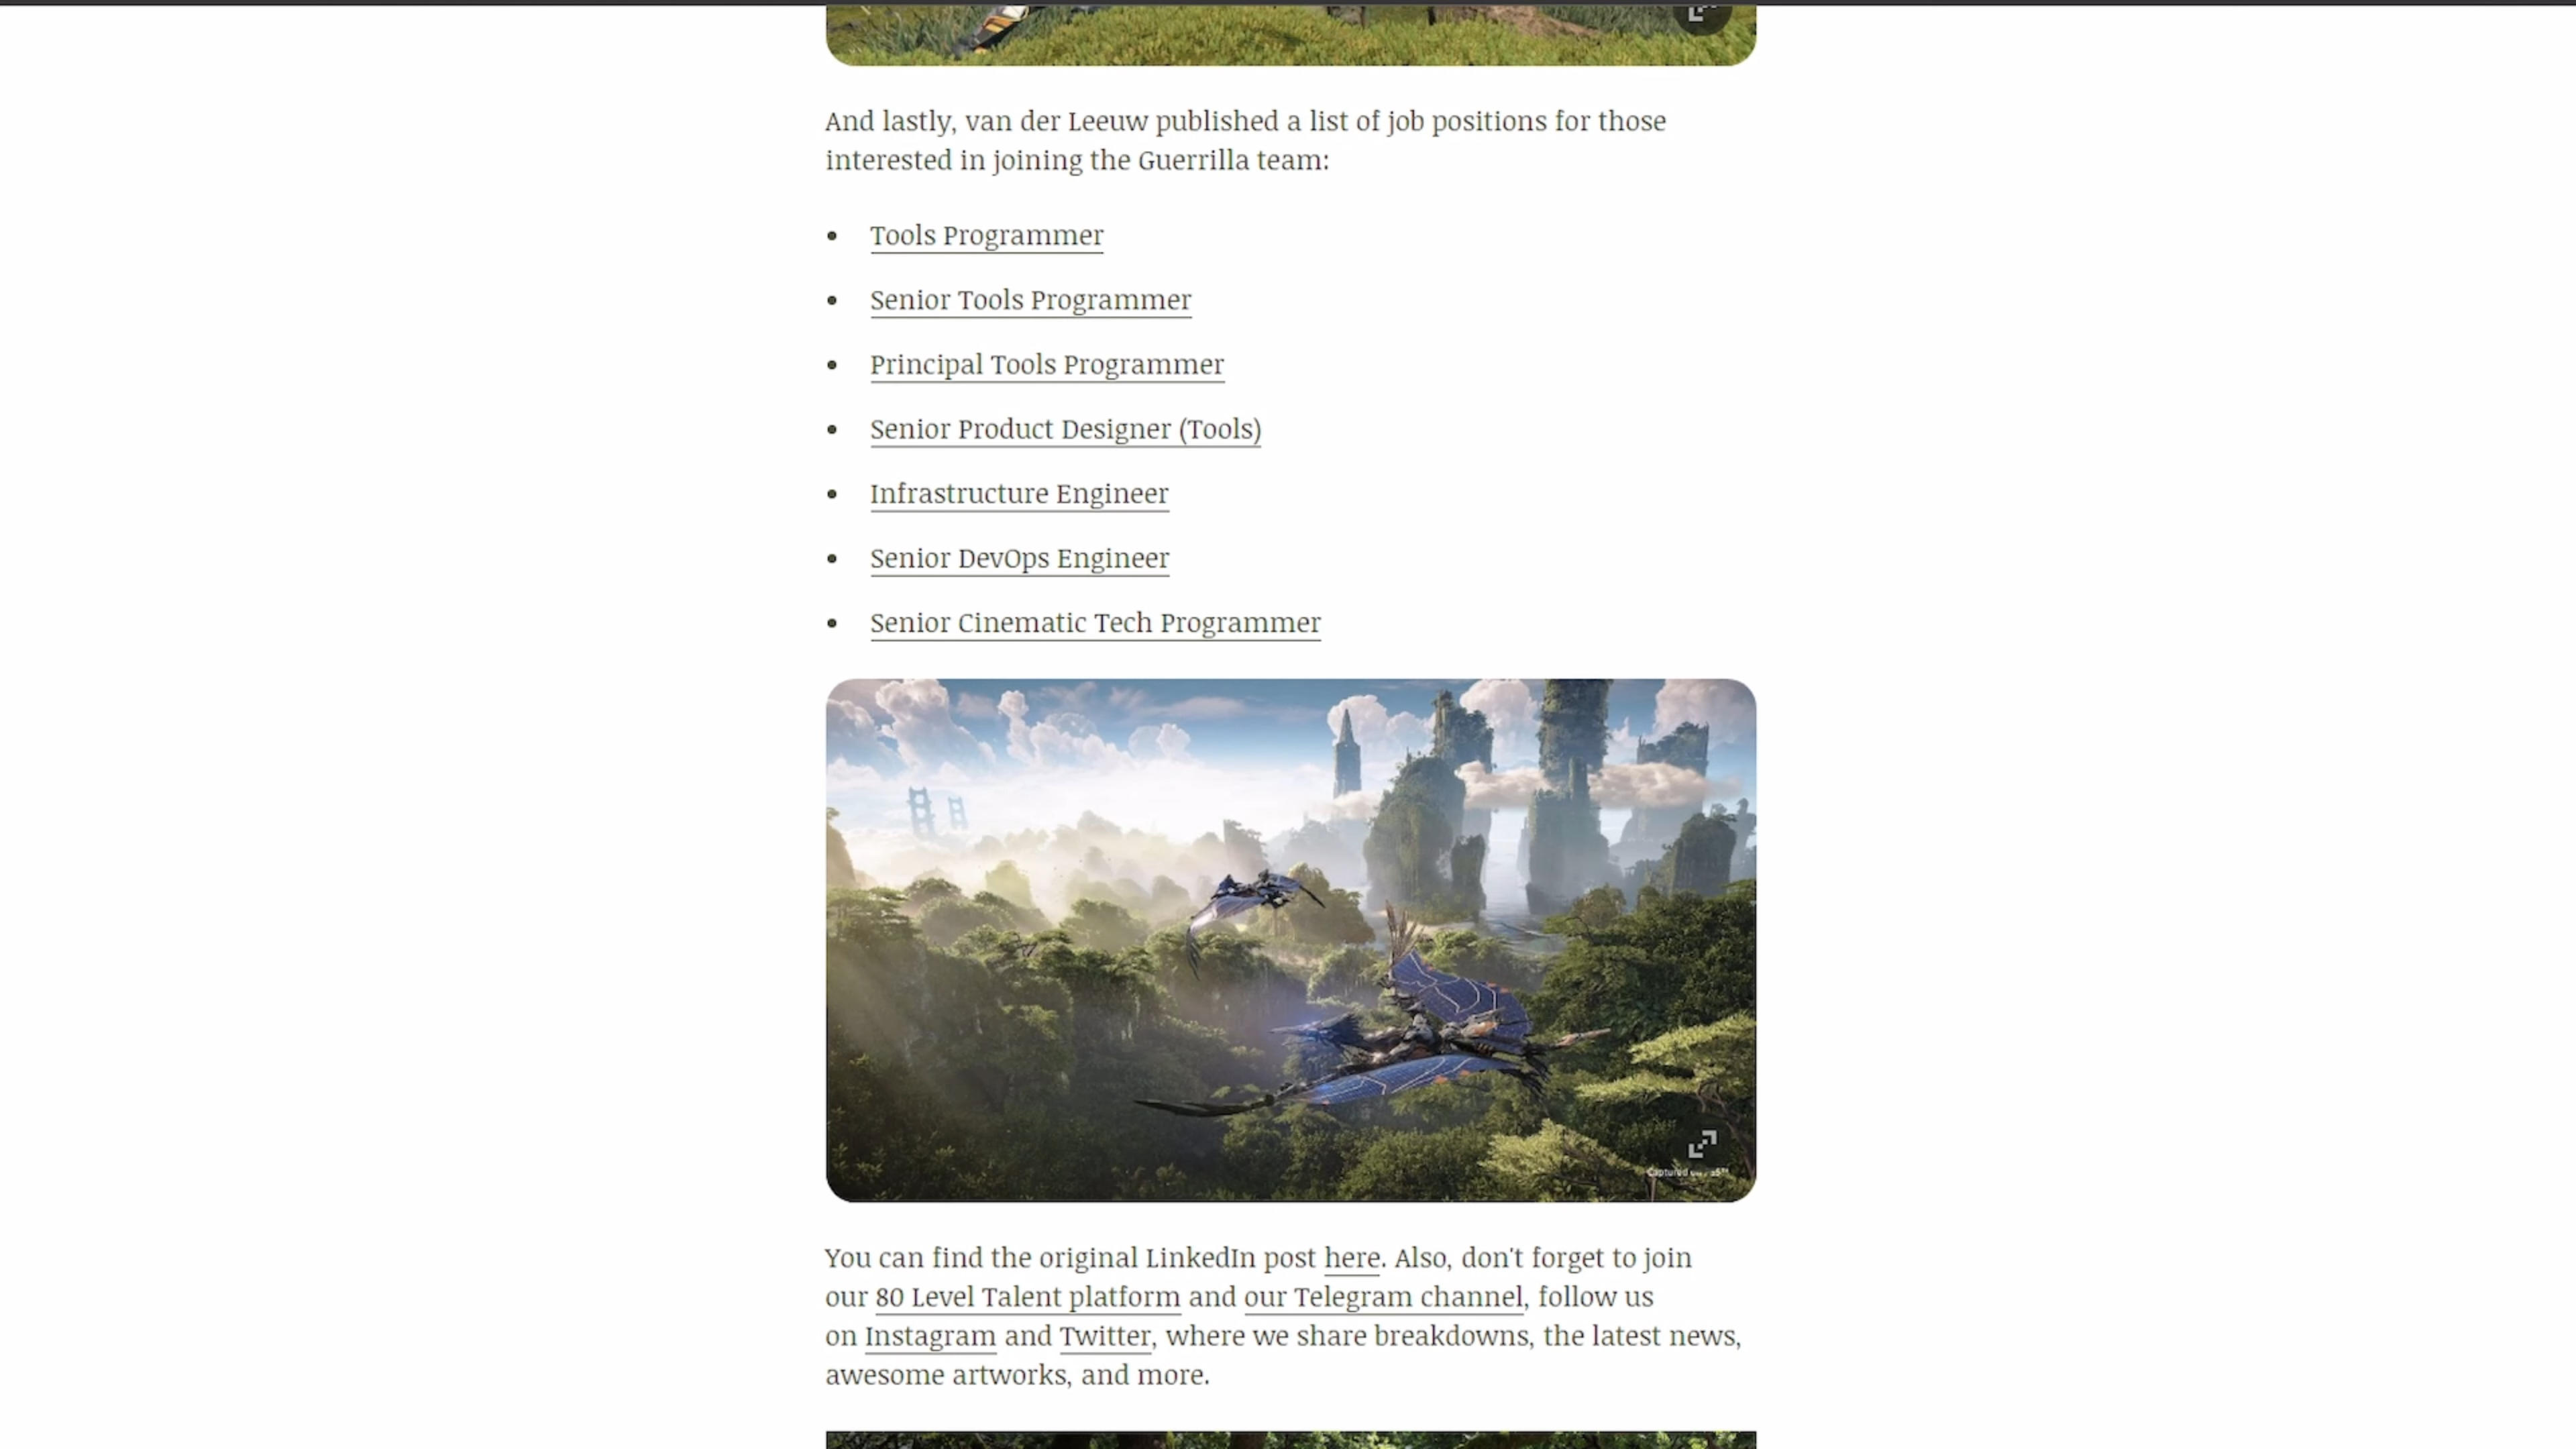 And lastly, van der Leeuw published a list of job positions for those
interested in joining the Guerrilla team:
Tools Programmer
Senior Tools Programmer
Principal Tools Programmer
Senior Product Designer (Tools)
Infrastructure Engineer
Senior DevOps Engineer
Senior Cinematic Tech Programmer
Captured
You can find the original LinkedIn post here. Also, don't forget to join
our 80 Level Talent platform and our Telegram channel, follow us
on Instagram and Twitter, where we share breakdowns, the latest news,
awesome artworks, and more.